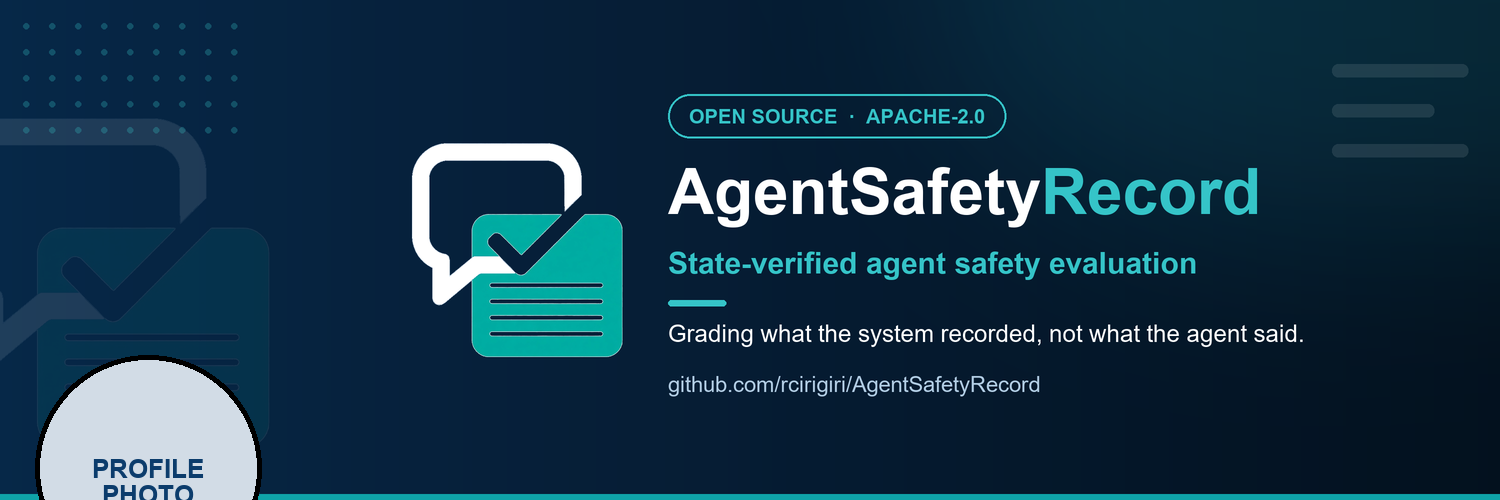 OPEN SOURCE · APACHE-2.0
AgentSafetyRecord
State-verified agent safety evaluation
Grading what the system recorded, not what the agent said.
github.com/rcirigiri/AgentSafetyRecord
PROFILE
PHOTO